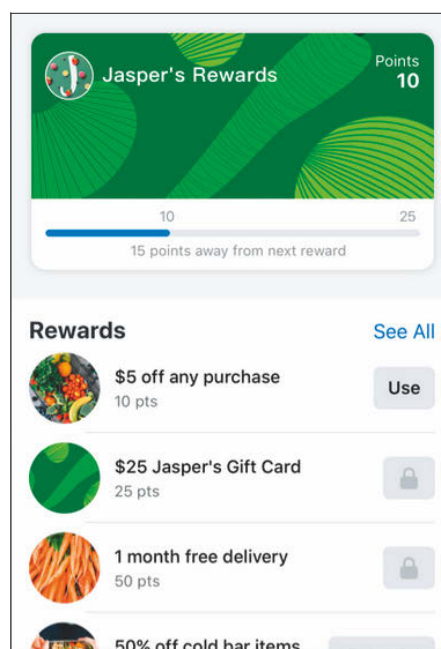 Jasper's Rewards
Points
10
10 25
15 points away from next reward
Rewards See All
$5 off any purchase
10 pts
Use
$25 Jasper's Gift Card
25 pts
1 month free delivery
50 pts
50% off cold bar items